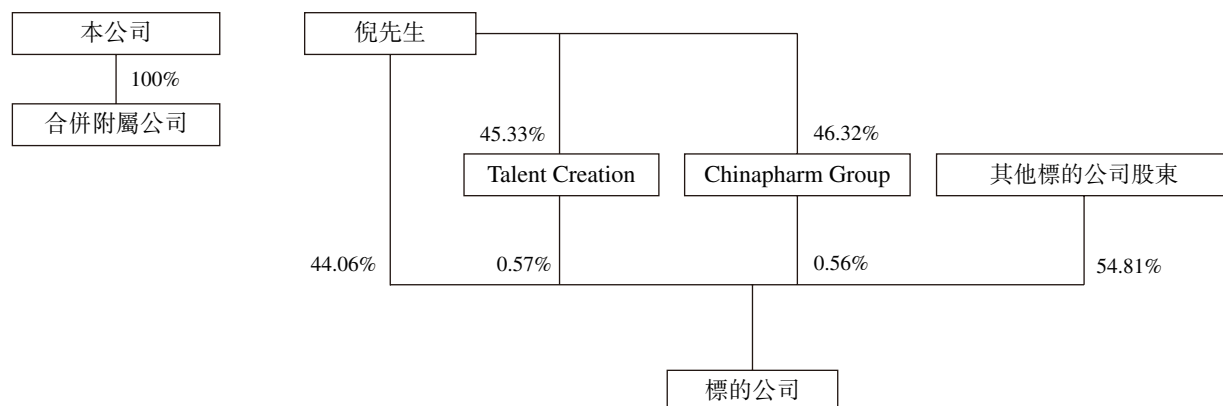 本公司
倪先生
100%
合併附屬公司
45.33%
46.32%
Talent Creation
Chinapharm Group
其他標的公司股東
44.06%
0.57%
0.56%
54.81%
標的公司